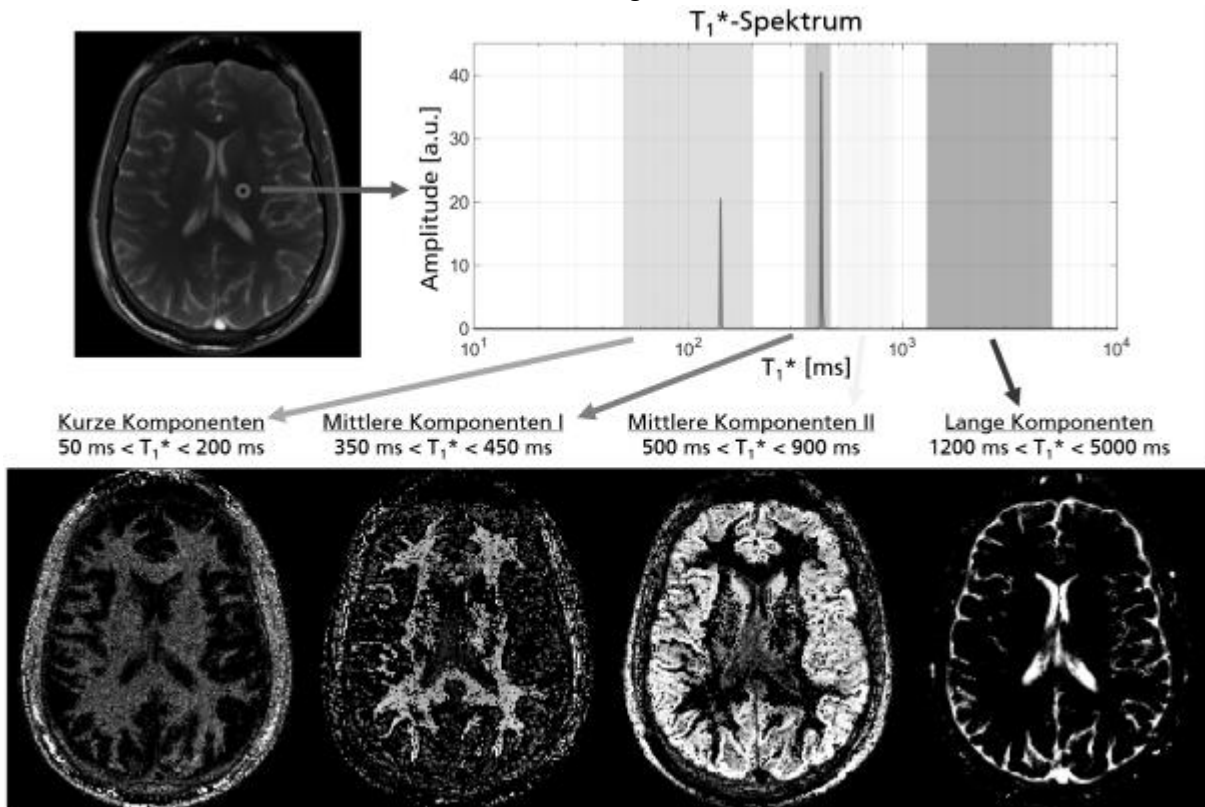 T₁*-Spektrum
Amplitude [a.u.]
40
30
20
10
0
10¹
10²
10³
10⁴
T₁* [ms]
Kurze Komponenten
50 ms < T₁* < 200 ms
Mittlere Komponenten I
350 ms < T₁* < 450 ms
Mittlere Komponenten II
500 ms < T₁* < 900 ms
Lange Komponenten
1200 ms < T₁* < 5000 ms